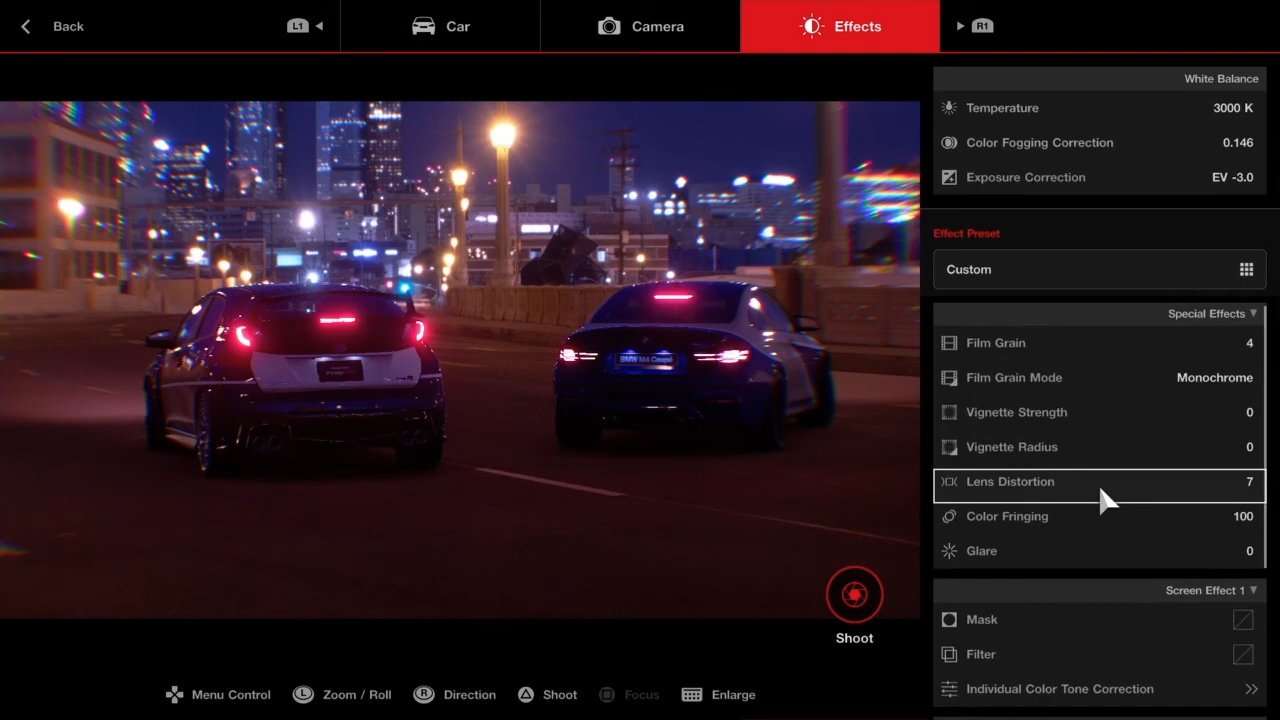 Back
L1
Car
Camera
Effects
R1
White Balance
Temperature 3000 K
Color Fogging Correction 0.146
Exposure Correction EV -3.0
Effect Preset
Custom
Special Effects
Film Grain 4
Film Grain Mode Monochrome
Vignette Strength 0
Vignette Radius 0
Lens Distortion 7
Color Fringing 100
Glare 0
Screen Effect 1
Mask
Filter
Individual Color Tone Correction
BMW M4 Coupé
Shoot
Menu Control
L Zoom / Roll
R Direction
Shoot
Focus
Enlarge